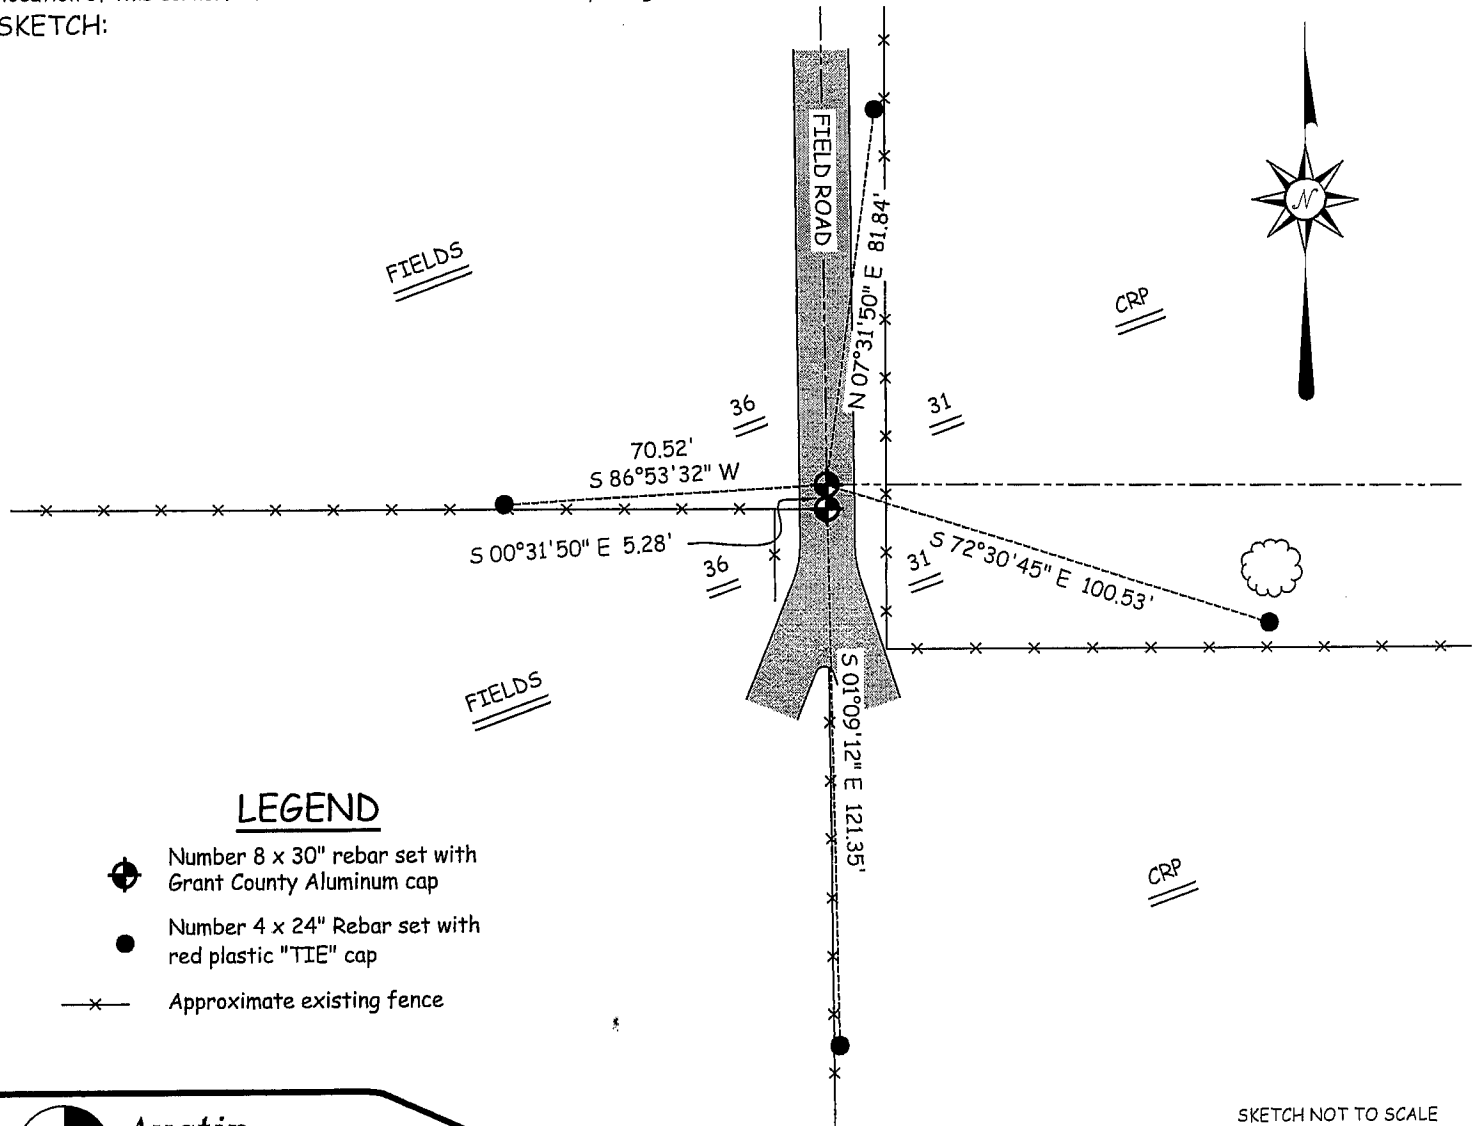 SKETCH:
FIELD ROAD
N 07°31'50" E 81.84'
FIELDS
N
CRP
36
31
70.52'
S 86°53'32" W
S 00°31'50" E 5.28'
36
31
S 72°30'45" E 100.53'
S 01°09'12" E 121.35'
FIELDS
CRP
LEGEND
Number 8 x 30" rebar set with
Grant County Aluminum cap
Number 4 x 24" Rebar set with
red plastic "TIE" cap
Approximate existing fence
SKETCH NOT TO SCALE